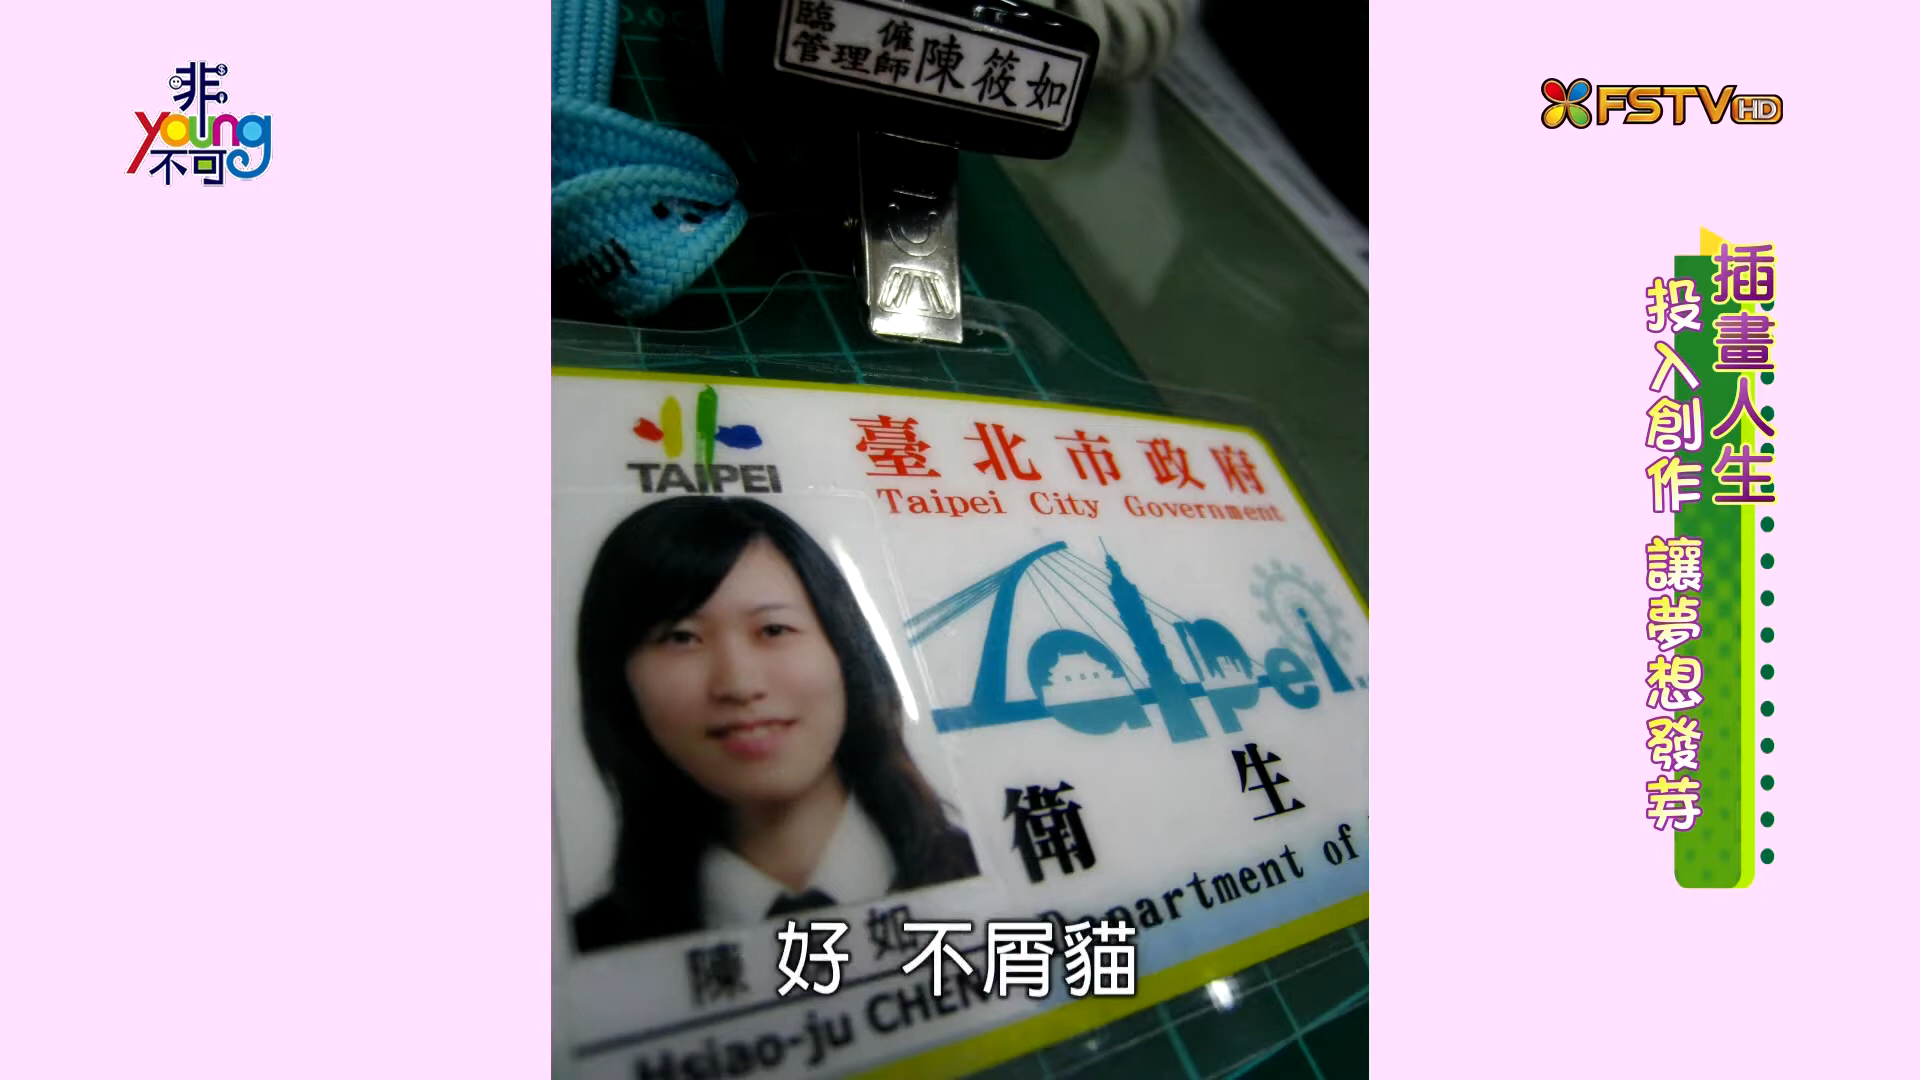 非
young
不可
FSTV HD
插畫人生
投入創作 讓夢想發芽
臨僱
管理師
陳筱如
TAIPEI
臺北市政府
Taipei City Government
Taipei
衛生
Department of
陳 如
Hsiao-ju CHEN
好 不屑貓